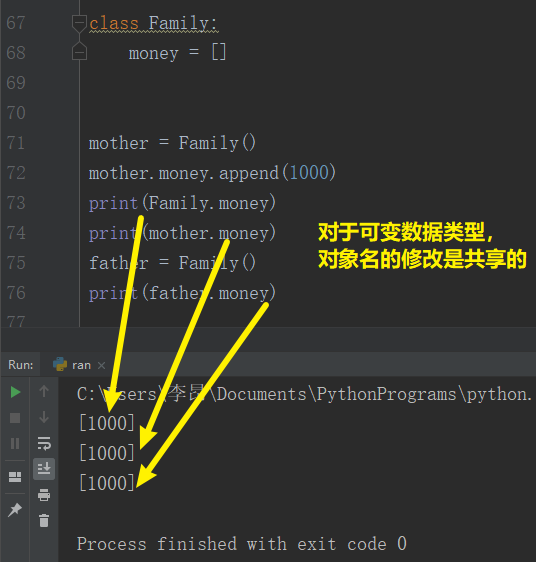 67 class Family:
68 money = []
69
70
71 mother = Family()
72 mother.money.append(1000)
73 print(Family.money)
74 print(mother.money)
75 father = Family()
76 print(father.money)
77
对于可变数据类型，
对象名的修改是共享的
Run: ran ×
C:\Users\李昂\Documents\PythonPrograms\python.
[1000]
[1000]
[1000]
Process finished with exit code 0